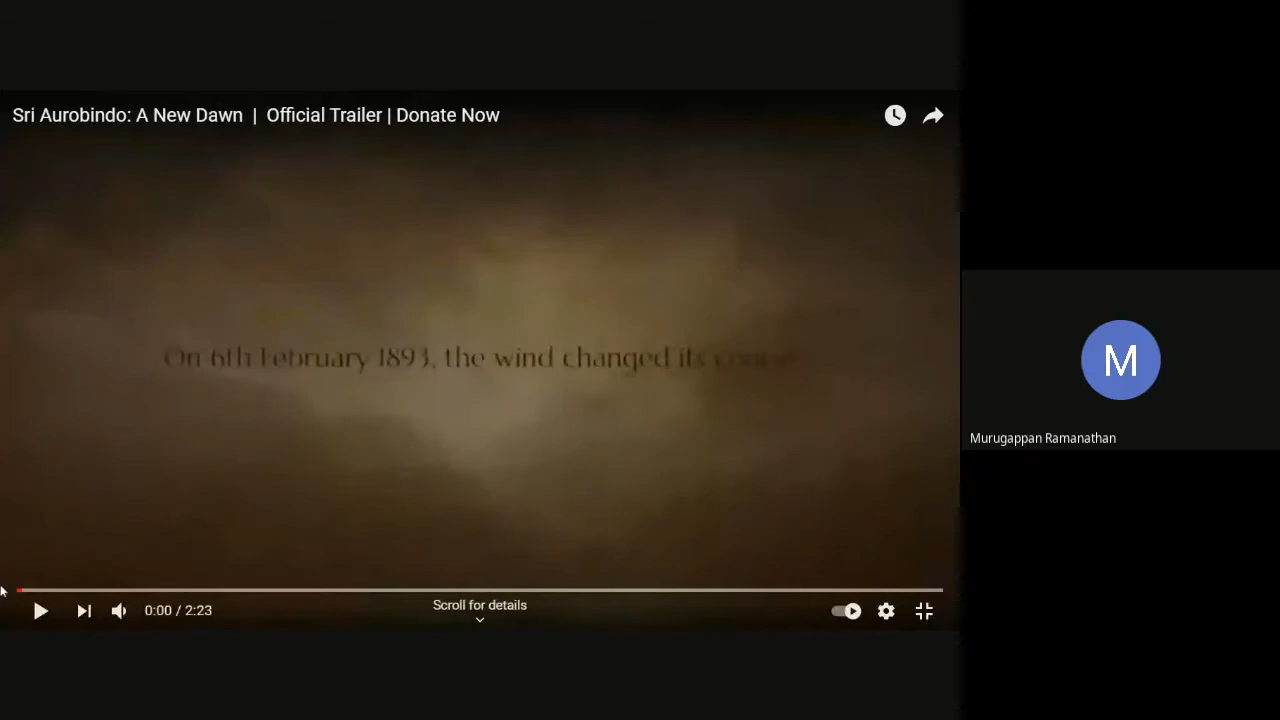 Sri Aurobindo: A New Dawn | Official Trailer | Donate Now
On 6th February 1893, the wind changed its course
M
Murugappan Ramanathan
0:00 / 2:23
Scroll for details